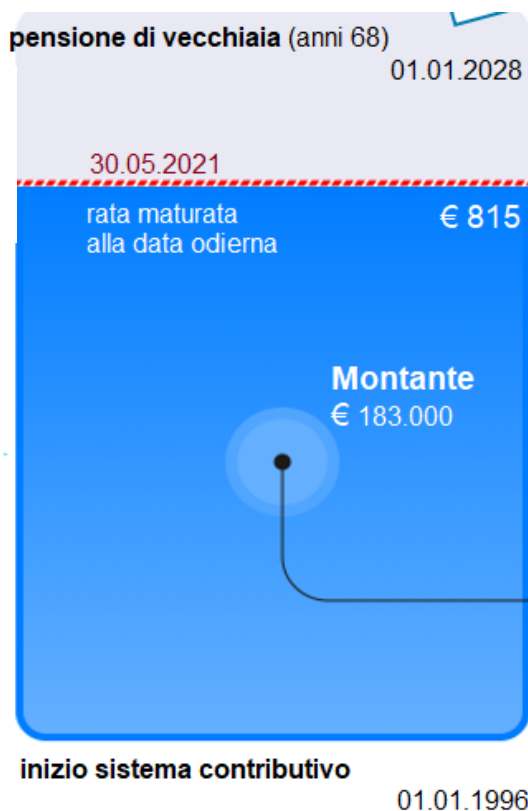 pensione di vecchiaia (anni 68)
01.01.2028
30.05.2021
rata maturata € 815
alla data odierna
Montante
€ 183.000
inizio sistema contributivo
01.01.1996